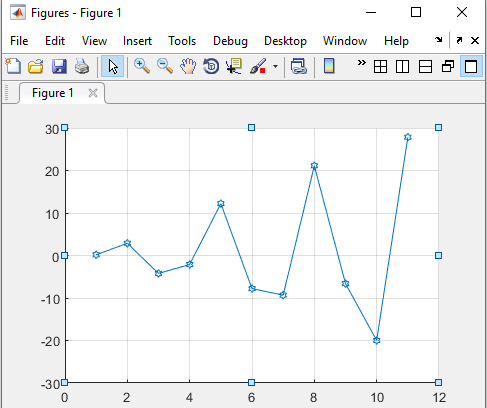 Figures - Figure 1
File Edit View Insert Tools Debug Desktop Window Help
Figure 1
30
20
10
0
-10
-20
-30
0 2 4 6 8 10 12